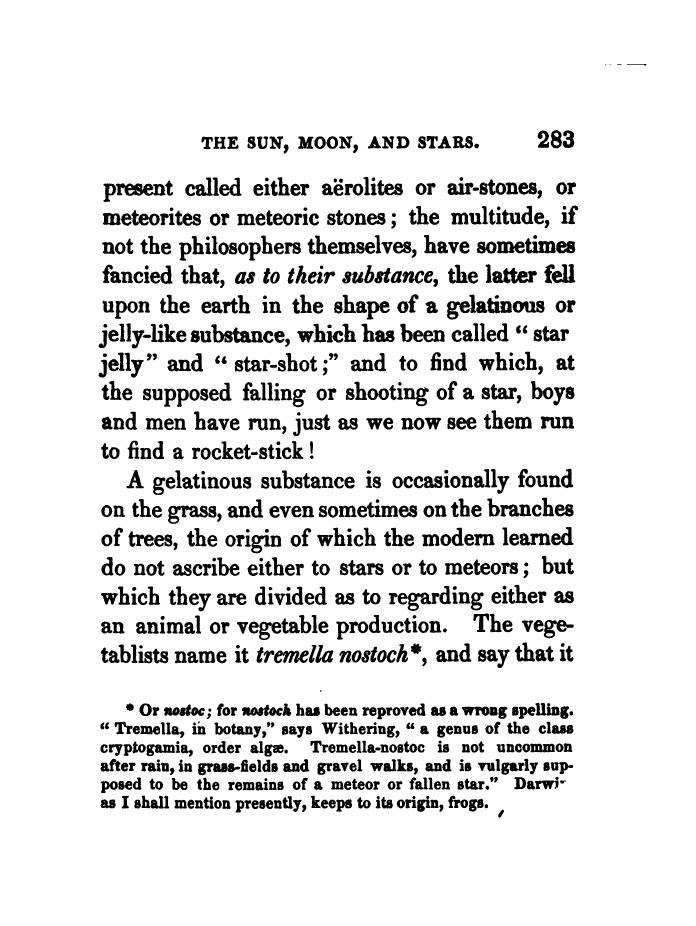 THE SUN, MOON, AND STARS. 283
present called either aërolites or air-stones, or
meteorites or meteoric stones; the multitude, if
not the philosophers themselves, have sometimes
fancied that, as to their substance, the latter fell
upon the earth in the shape of a gelatinous or
jelly-like substance, which has been called “ star
jelly” and “ star-shot;” and to find which, at
the supposed falling or shooting of a star, boys
and men have run, just as we now see them run
to find a rocket-stick!
A gelatinous substance is occasionally found
on the grass, and even sometimes on the branches
of trees, the origin of which the modern learned
do not ascribe either to stars or to meteors; but
which they are divided as to regarding either as
an animal or vegetable production. The vege-
tablists name it tremella nostoch*, and say that it
* Or nostoc; for nostoch has been reproved as a wrong spelling.
“ Tremella, in botany,” says Withering, “ a genus of the class
cryptogamia, order algæ. Tremella-nostoc is not uncommon
after rain, in grass-fields and gravel walks, and is vulgarly sup-
posed to be the remains of a meteor or fallen star.” Darwi-
as I shall mention presently, keeps to its origin, frogs.